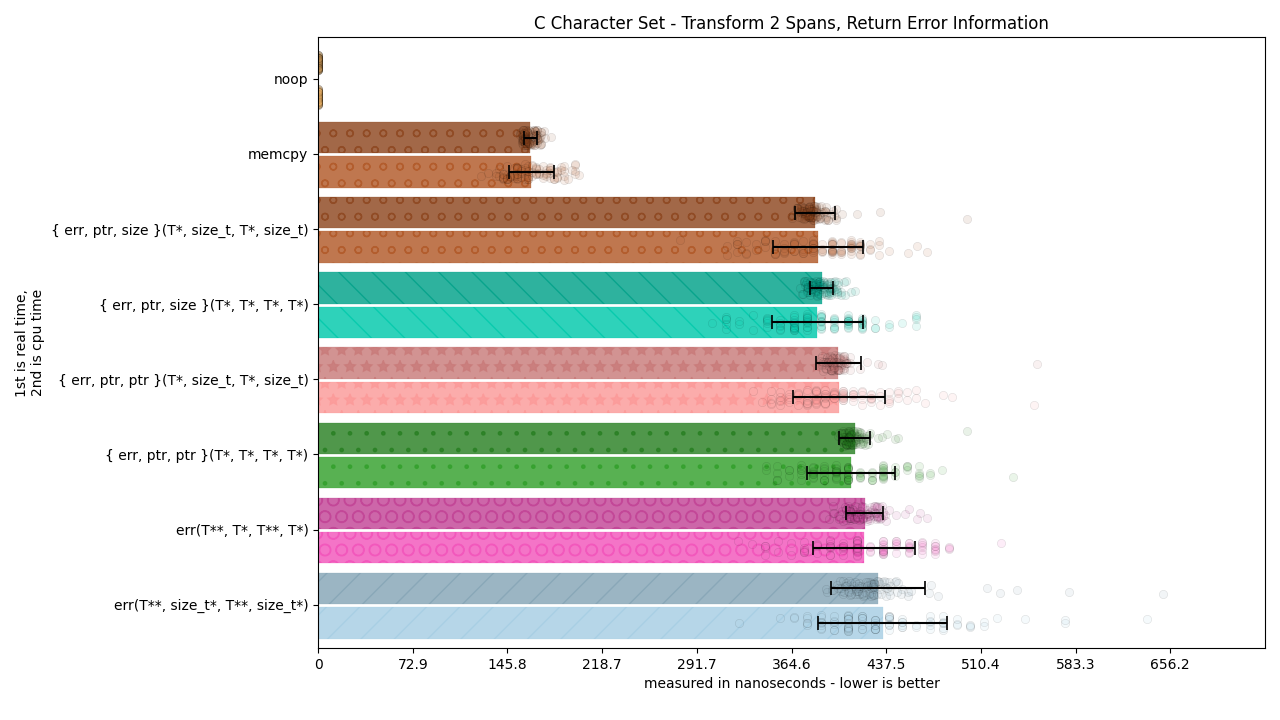 C Character Set - Transform 2 Spans, Return Error Information
noop
memcpy
{ err, ptr, size }(T*, size_t, T*, size_t)
{ err, ptr, size }(T*, T*, T*, T*)
{ err, ptr, ptr }(T*, size_t, T*, size_t)
{ err, ptr, ptr }(T*, T*, T*, T*)
err(T**, T*, T**, T*)
err(T**, size_t*, T**, size_t*)
1st is real time,
2nd is cpu time
0 72.9 145.8 218.7 291.7 364.6 437.5 510.4 583.3 656.2
measured in nanoseconds - lower is better